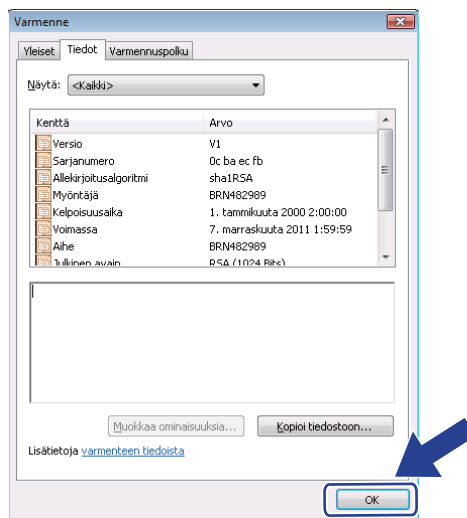 Varmenne
Yleiset Tiedot Varmennuspolku
Näytä: <Kaikki>
Kenttä Arvo
Versio V1
Sarjanumero 0c ba ec fb
Allekirjoitusalgoritmi sha1RSA
Myöntäjä BRN482989
Kelpoisuusaika 1. tammikuuta 2000 2:00:00
Voimassa 7. marraskuuta 2011 1:59:59
Aihe BRN482989
Julkinen avain RSA (1024 Bits)
Muokkaa ominaisuuksia... Kopioi tiedostoon...
Lisätietoja varmenteen tiedoista
OK